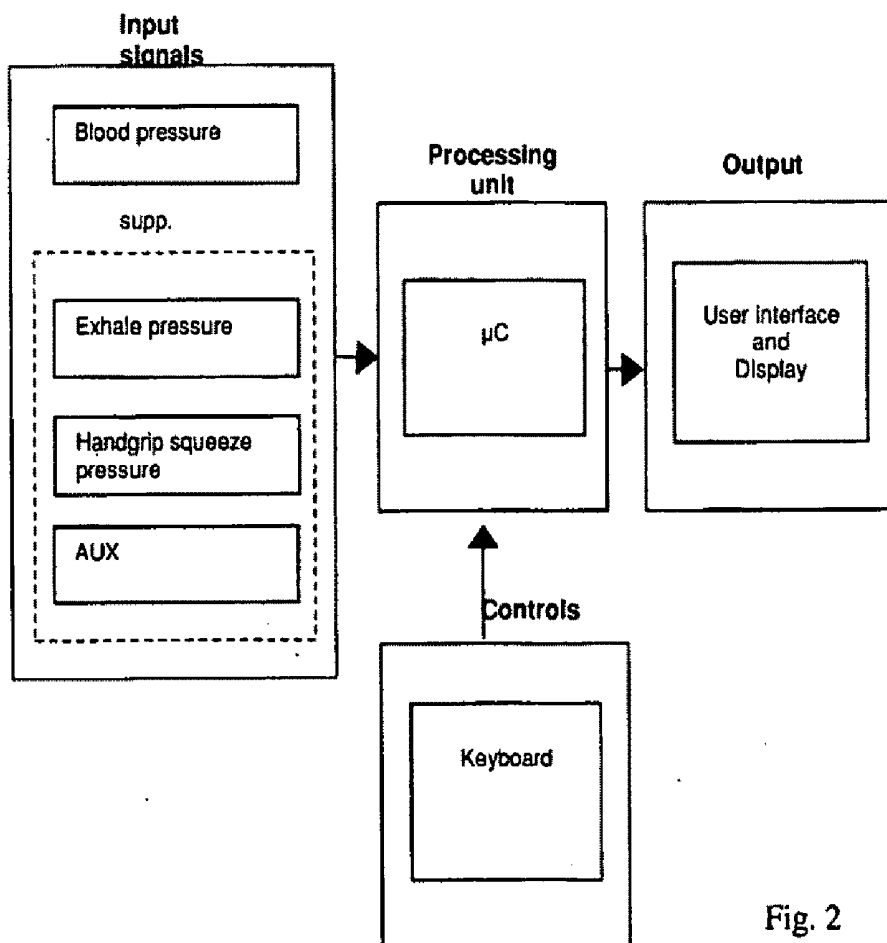 Input
signals
Blood pressure
supp.
Exhale pressure
Handgrip squeeze
pressure
AUX
Processing
unit
µC
Output
User interface
and
Display
Controls
Keyboard
Fig. 2